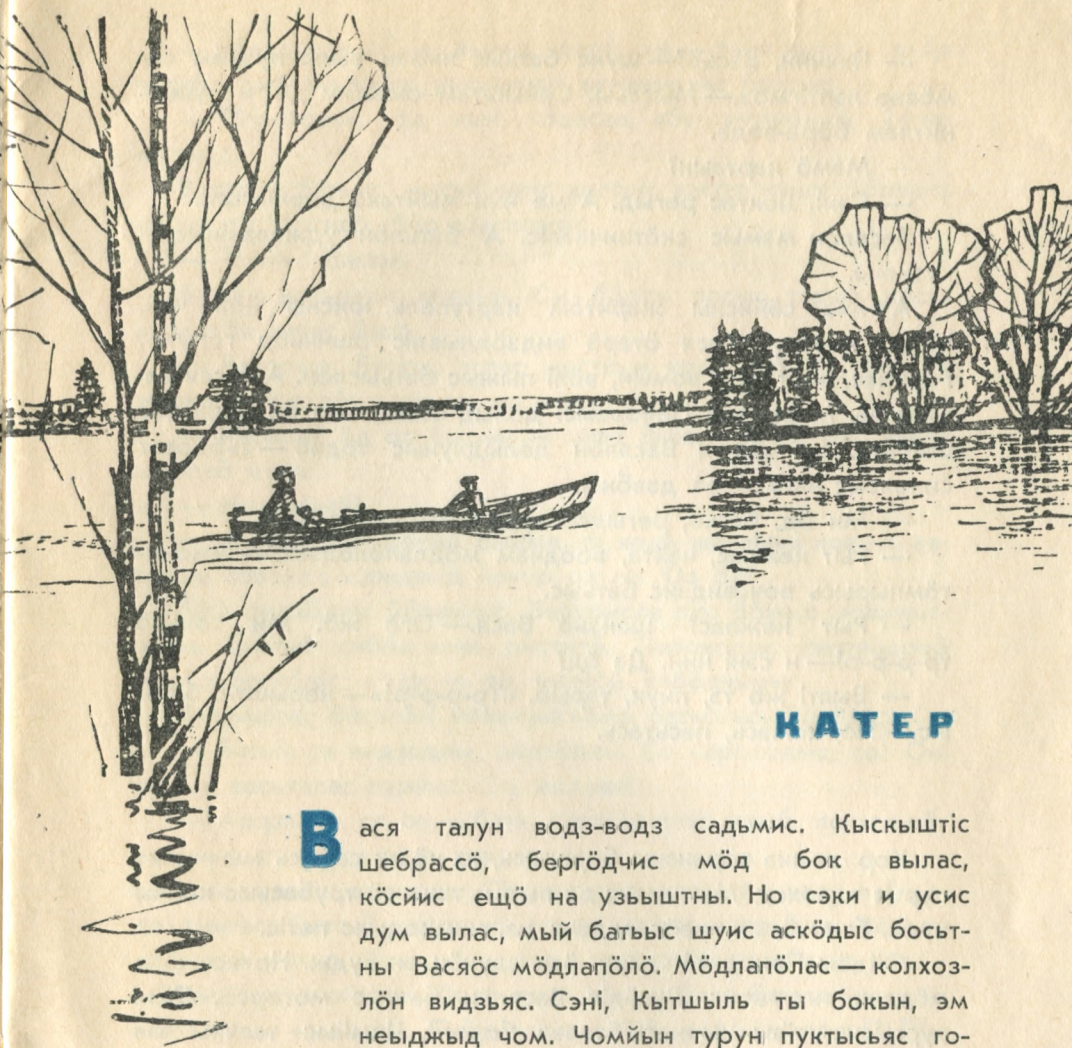 КАТЕР
Вася талун водз-водз садьмис. Кыскыштіс
шебрассӧ, бергӧдчис мӧд бок вылас,
кӧсйис ещӧ на узьыштны. Но сэки и усис
дум вылас, мый батьыс шуис аскӧдыс босьт-
ны Васяӧс мӧдлапӧлӧ. Мӧдлапӧлас — колхоз-
лӧн видзьяс. Сэні, Кытшыль ты бокын, эм
неыджыд чом. Чомйын турун пуктысьяс го-